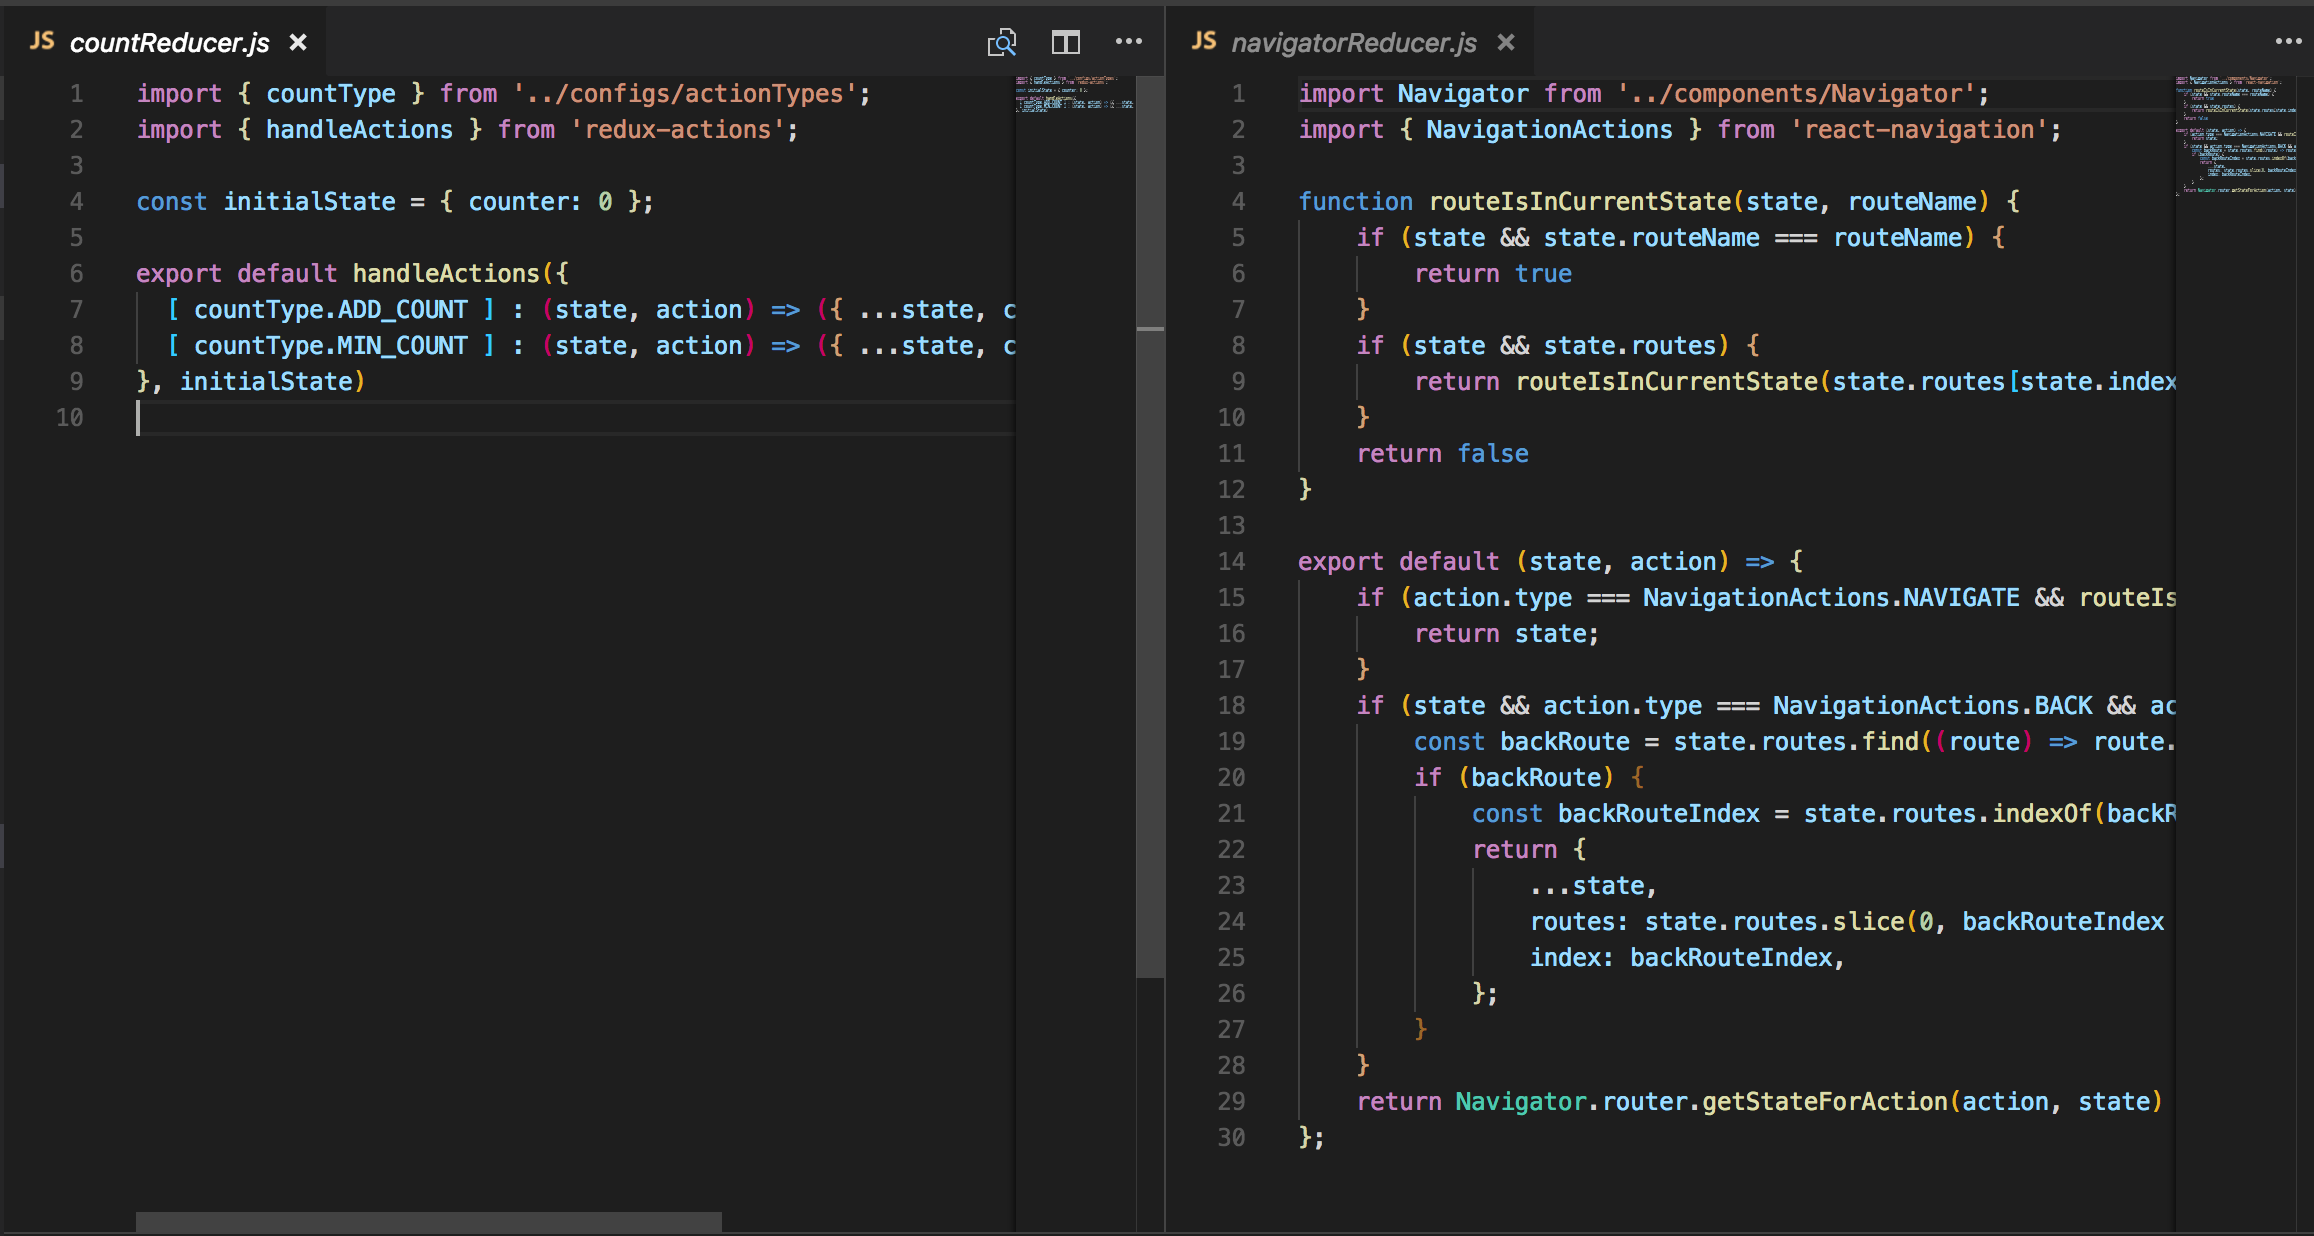 JS countReducer.js ×
1 import { countType } from '../configs/actionTypes';
2 import { handleActions } from 'redux-actions';
3
4 const initialState = { counter: 0 };
5
6 export default handleActions({
7   [ countType.ADD_COUNT ] : (state, action) => ({ ...state, c
8   [ countType.MIN_COUNT ] : (state, action) => ({ ...state, c
9 }, initialState)
10
JS navigatorReducer.js ×
1 import Navigator from '../components/Navigator';
2 import { NavigationActions } from 'react-navigation';
3
4 function routeIsInCurrentState(state, routeName) {
5     if (state && state.routeName === routeName) {
6         return true
7     }
8     if (state && state.routes) {
9         return routeIsInCurrentState(state.routes[state.index
10     }
11     return false
12 }
13
14 export default (state, action) => {
15     if (action.type === NavigationActions.NAVIGATE && routeIs
16         return state;
17     }
18     if (state && action.type === NavigationActions.BACK && ac
19         const backRoute = state.routes.find((route) => route.
20         if (backRoute) {
21             const backRouteIndex = state.routes.indexOf(backR
22             return {
23                 ...state,
24                 routes: state.routes.slice(0, backRouteIndex
25                 index: backRouteIndex,
26             };
27         }
28     }
29     return Navigator.router.getStateForAction(action, state)
30 };